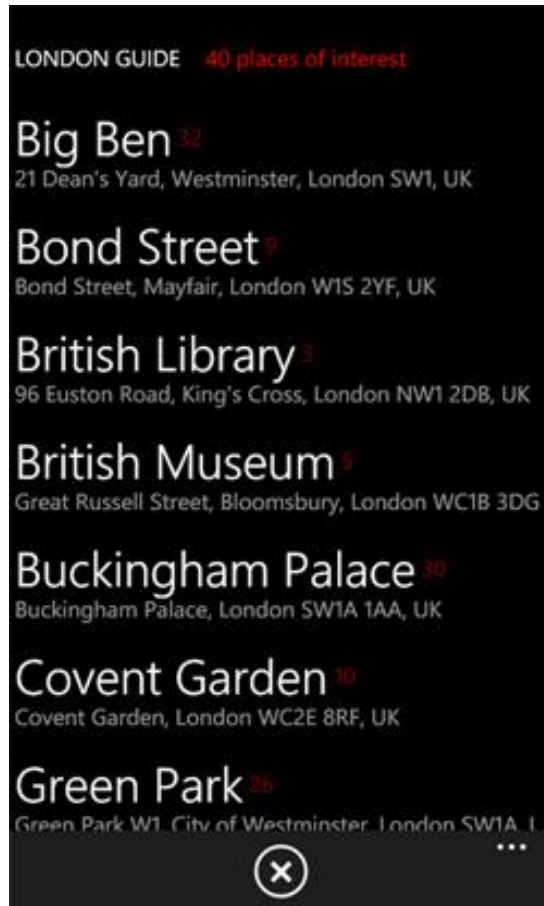 LONDON GUIDE 40 places of interest
Big Ben 32
21 Dean's Yard, Westminster, London SW1, UK
Bond Street 9
Bond Street, Mayfair, London W1S 2YF, UK
British Library 3
96 Euston Road, King's Cross, London NW1 2DB, UK
British Museum 5
Great Russell Street, Bloomsbury, London WC1B 3DG
Buckingham Palace 30
Buckingham Palace, London SW1A 1AA, UK
Covent Garden 10
Covent Garden, London WC2E 8RF, UK
Green Park 26
Green Park W1, City of Westminster, London SW1A, L